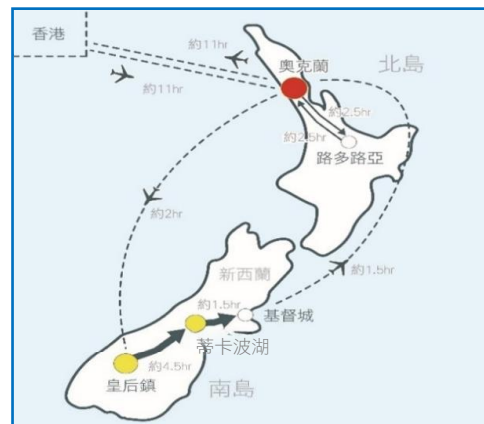 香港
約11hr
奧克蘭
北島
約11hr
約2.5hr
約2.5hr
路多路亞
約2hr
新西蘭
約1.5hr
約1.5hr
基督城
蒂卡波湖
約4.5hr
皇后鎮
南島